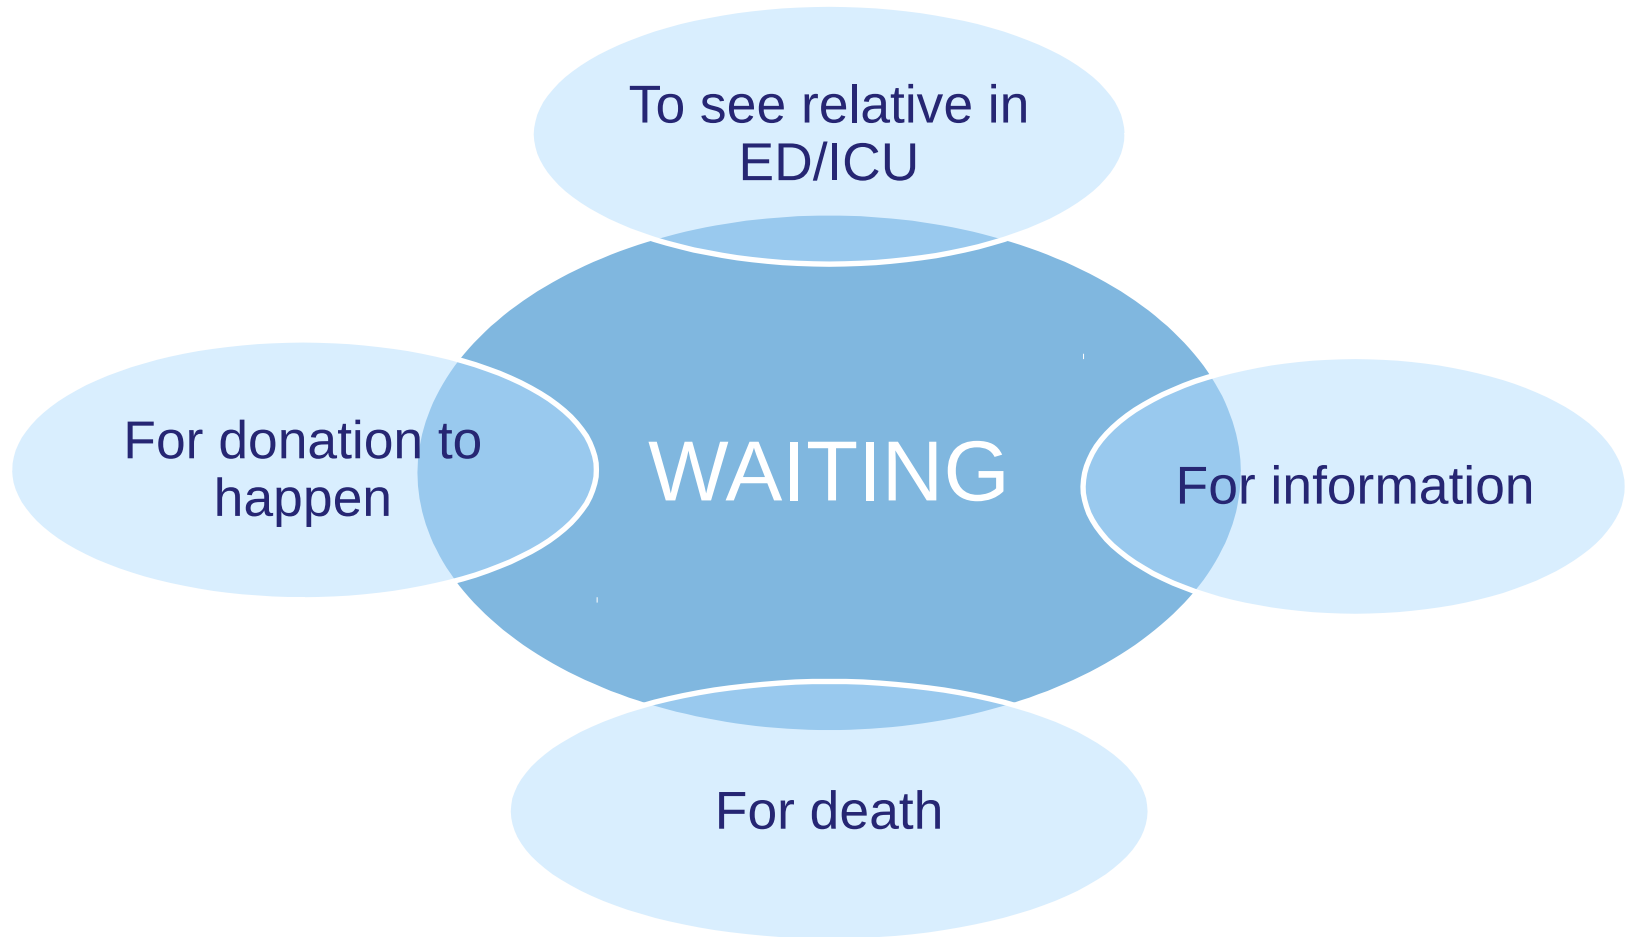 To see relative in
ED/ICU
For donation to
happen
WAITING
For information
For death